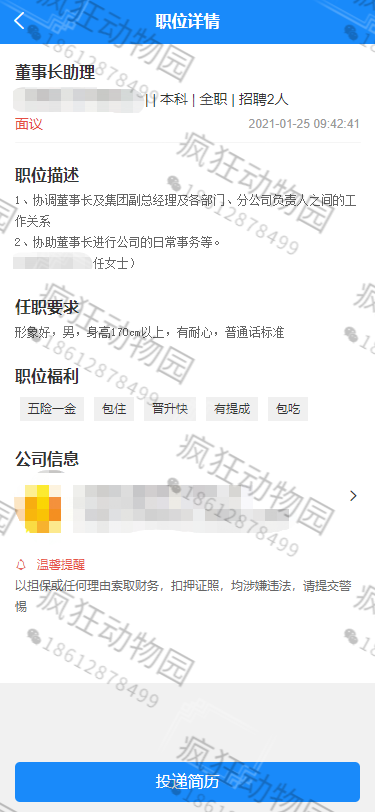 职位详情
董事长助理
| | 本科 | 全职 | 招聘2人
面议
2021-01-25 09:42:41
职位描述
1、协调董事长及集团副总经理及各部门、分公司负责人之间的工
作关系
2、协助董事长进行公司的日常事务等。
任女士）
任职要求
形象好，男，身高170cm以上，有耐心，普通话标准
职位福利
五险一金 包住 晋升快 有提成 包吃
公司信息
温馨提醒
以担保或任何理由索取财务，扣押证照，均涉嫌违法，请提交警
惕
投递简历
疯狂动物园
18612878499